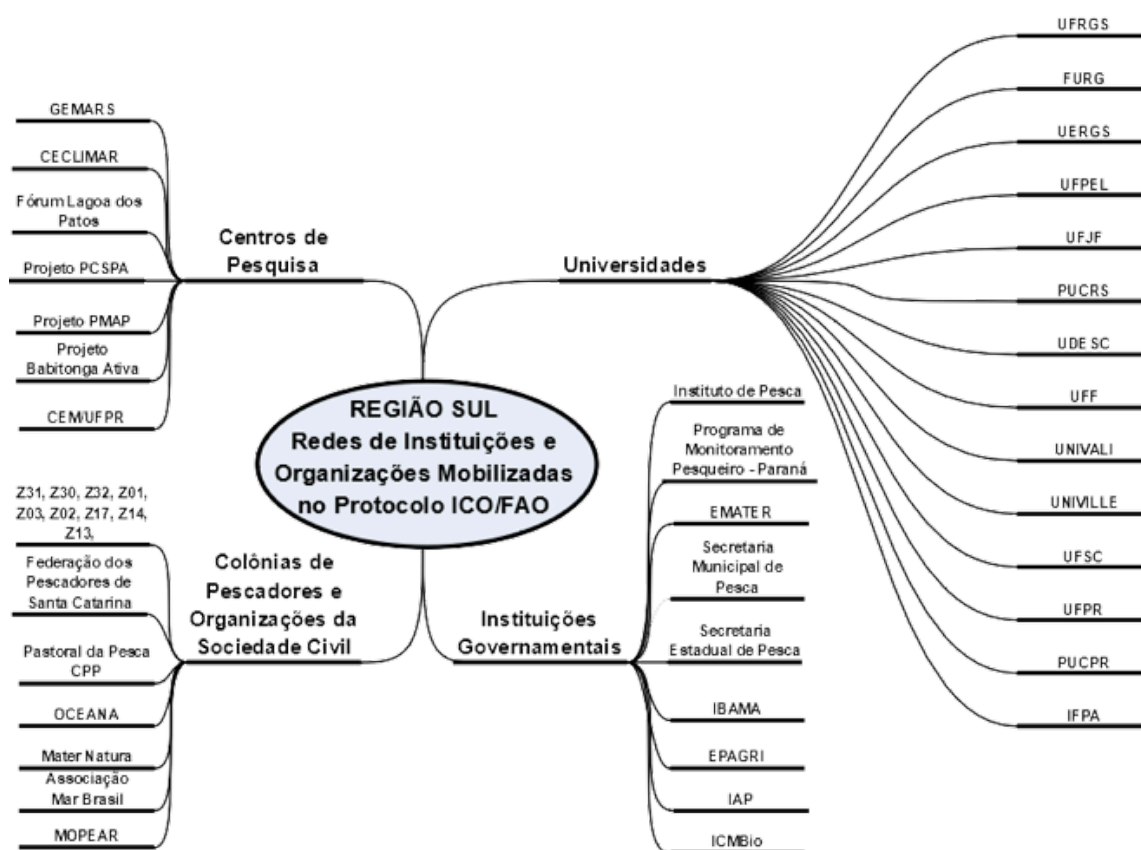 REGIÃO SUL
Redes de Instituições e
Organizações Mobilizadas
no Protocolo ICO/FAO
Centros de
Pesquisa
GEMARS
CECLIMAR
Fórum Lagoa dos
Patos
Projeto PCSPA
Projeto PMAP
Projeto
Babitonga Ativa
CEM/UFPR
Universidades
UFRGS
FURG
UERGS
UFPEL
UFJF
PUCRS
UDESC
UFF
UNIVALI
UNIVILLE
UFSC
UFPR
PUCPR
IFPA
Colônias de
Pescadores e
Organizações da
Sociedade Civil
Z31, Z30, Z32, Z01,
Z03, Z02, Z17, Z14,
Z13,
Federação dos
Pescadores de
Santa Catarina
Pastoral da Pesca
CPP
OCEANA
Mater Natura
Associação
Mar Brasil
MOPEAR
Instituições
Governamentais
Instituto de Pesca
Programa de
Monitoramento
Pesqueiro - Paraná
EMATER
Secretaria
Municipal de
Pesca
Secretaria
Estadual de Pesca
IBAMA
EPAGRI
IAP
ICMBio